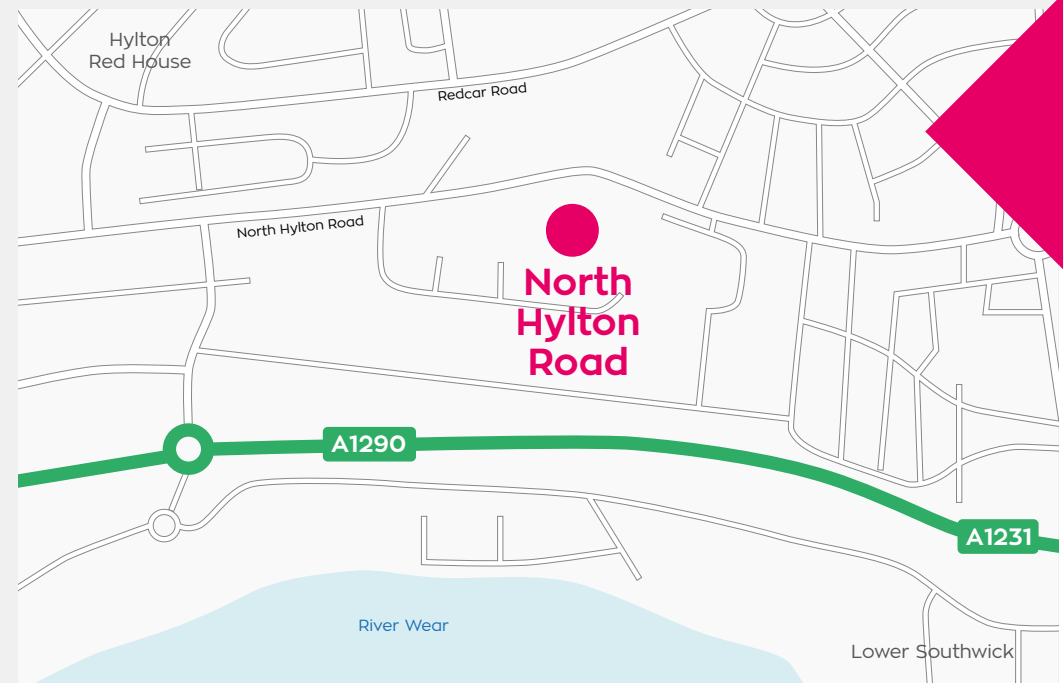 Hylton
Red House
Redcar Road
North Hylton Road
North
Hylton
Road
A1290
A1231
River Wear
Lower Southwick